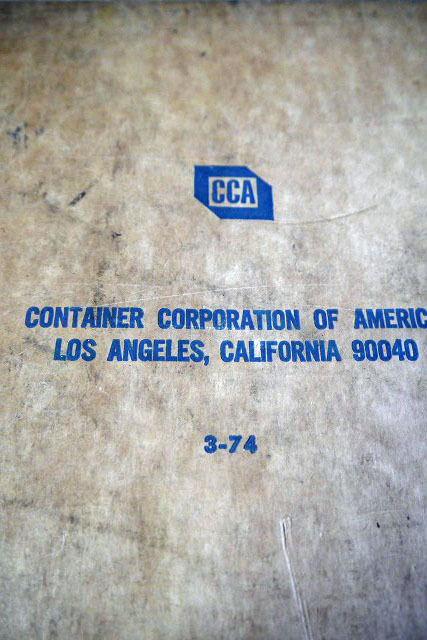 CCA
CONTAINER CORPORATION OF AMERIC
LOS ANGELES, CALIFORNIA 90040
3-74